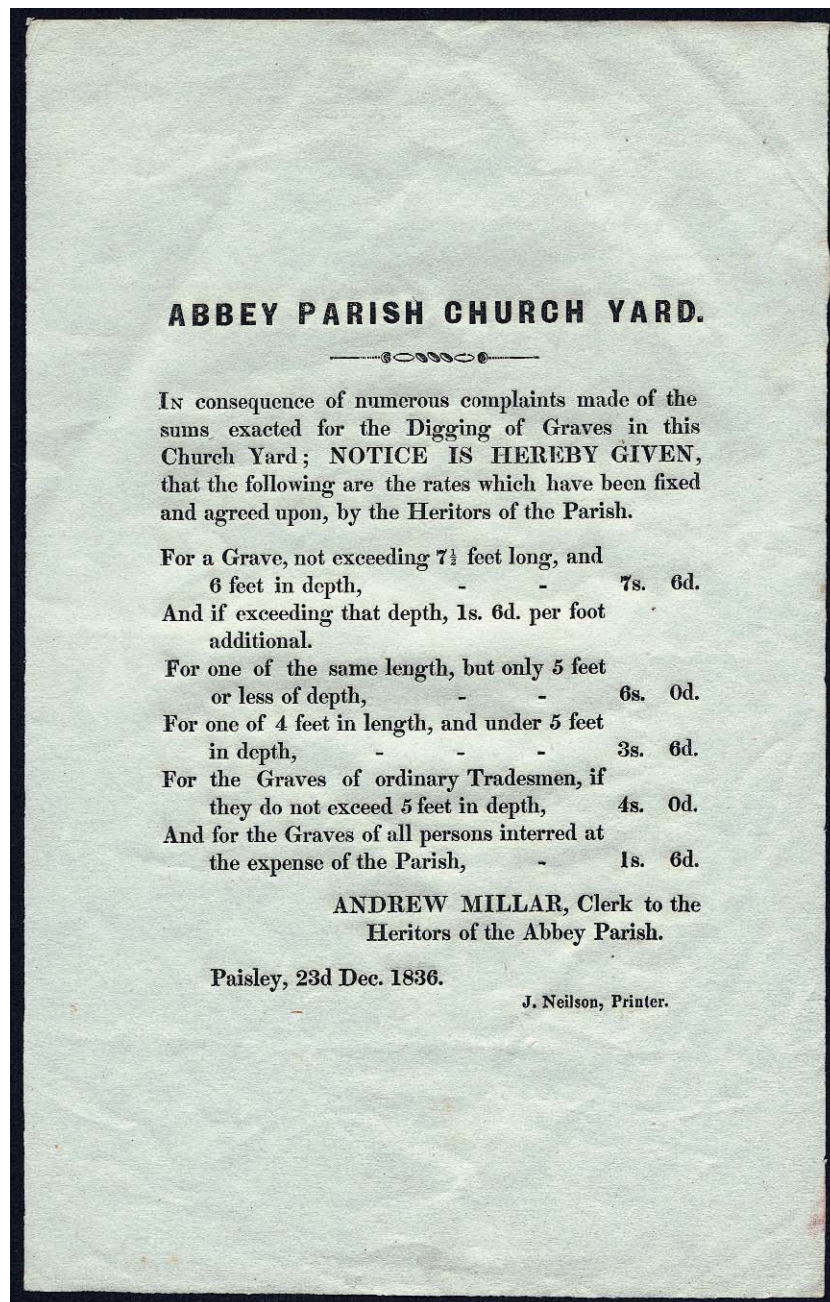 ABBEY PARISH CHURCH YARD.
IN consequence of numerous complaints made of the
sums exacted for the Digging of Graves in this
Church Yard; NOTICE IS HEREBY GIVEN,
that the following are the rates which have been fixed
and agreed upon, by the Heritors of the Parish.
For a Grave, not exceeding 7½ feet long, and
6 feet in depth, - - 7s. 6d.
And if exceeding that depth, 1s. 6d. per foot
additional.
For one of the same length, but only 5 feet
or less of depth, - - 6s. 0d.
For one of 4 feet in length, and under 5 feet
in depth, - - - 3s. 6d.
For the Graves of ordinary Tradesmen, if
they do not exceed 5 feet in depth, 4s. 0d.
And for the Graves of all persons interred at
the expense of the Parish, - 1s. 6d.
ANDREW MILLAR, Clerk to the
Heritors of the Abbey Parish.
Paisley, 23d Dec. 1836.
J. Neilson, Printer.